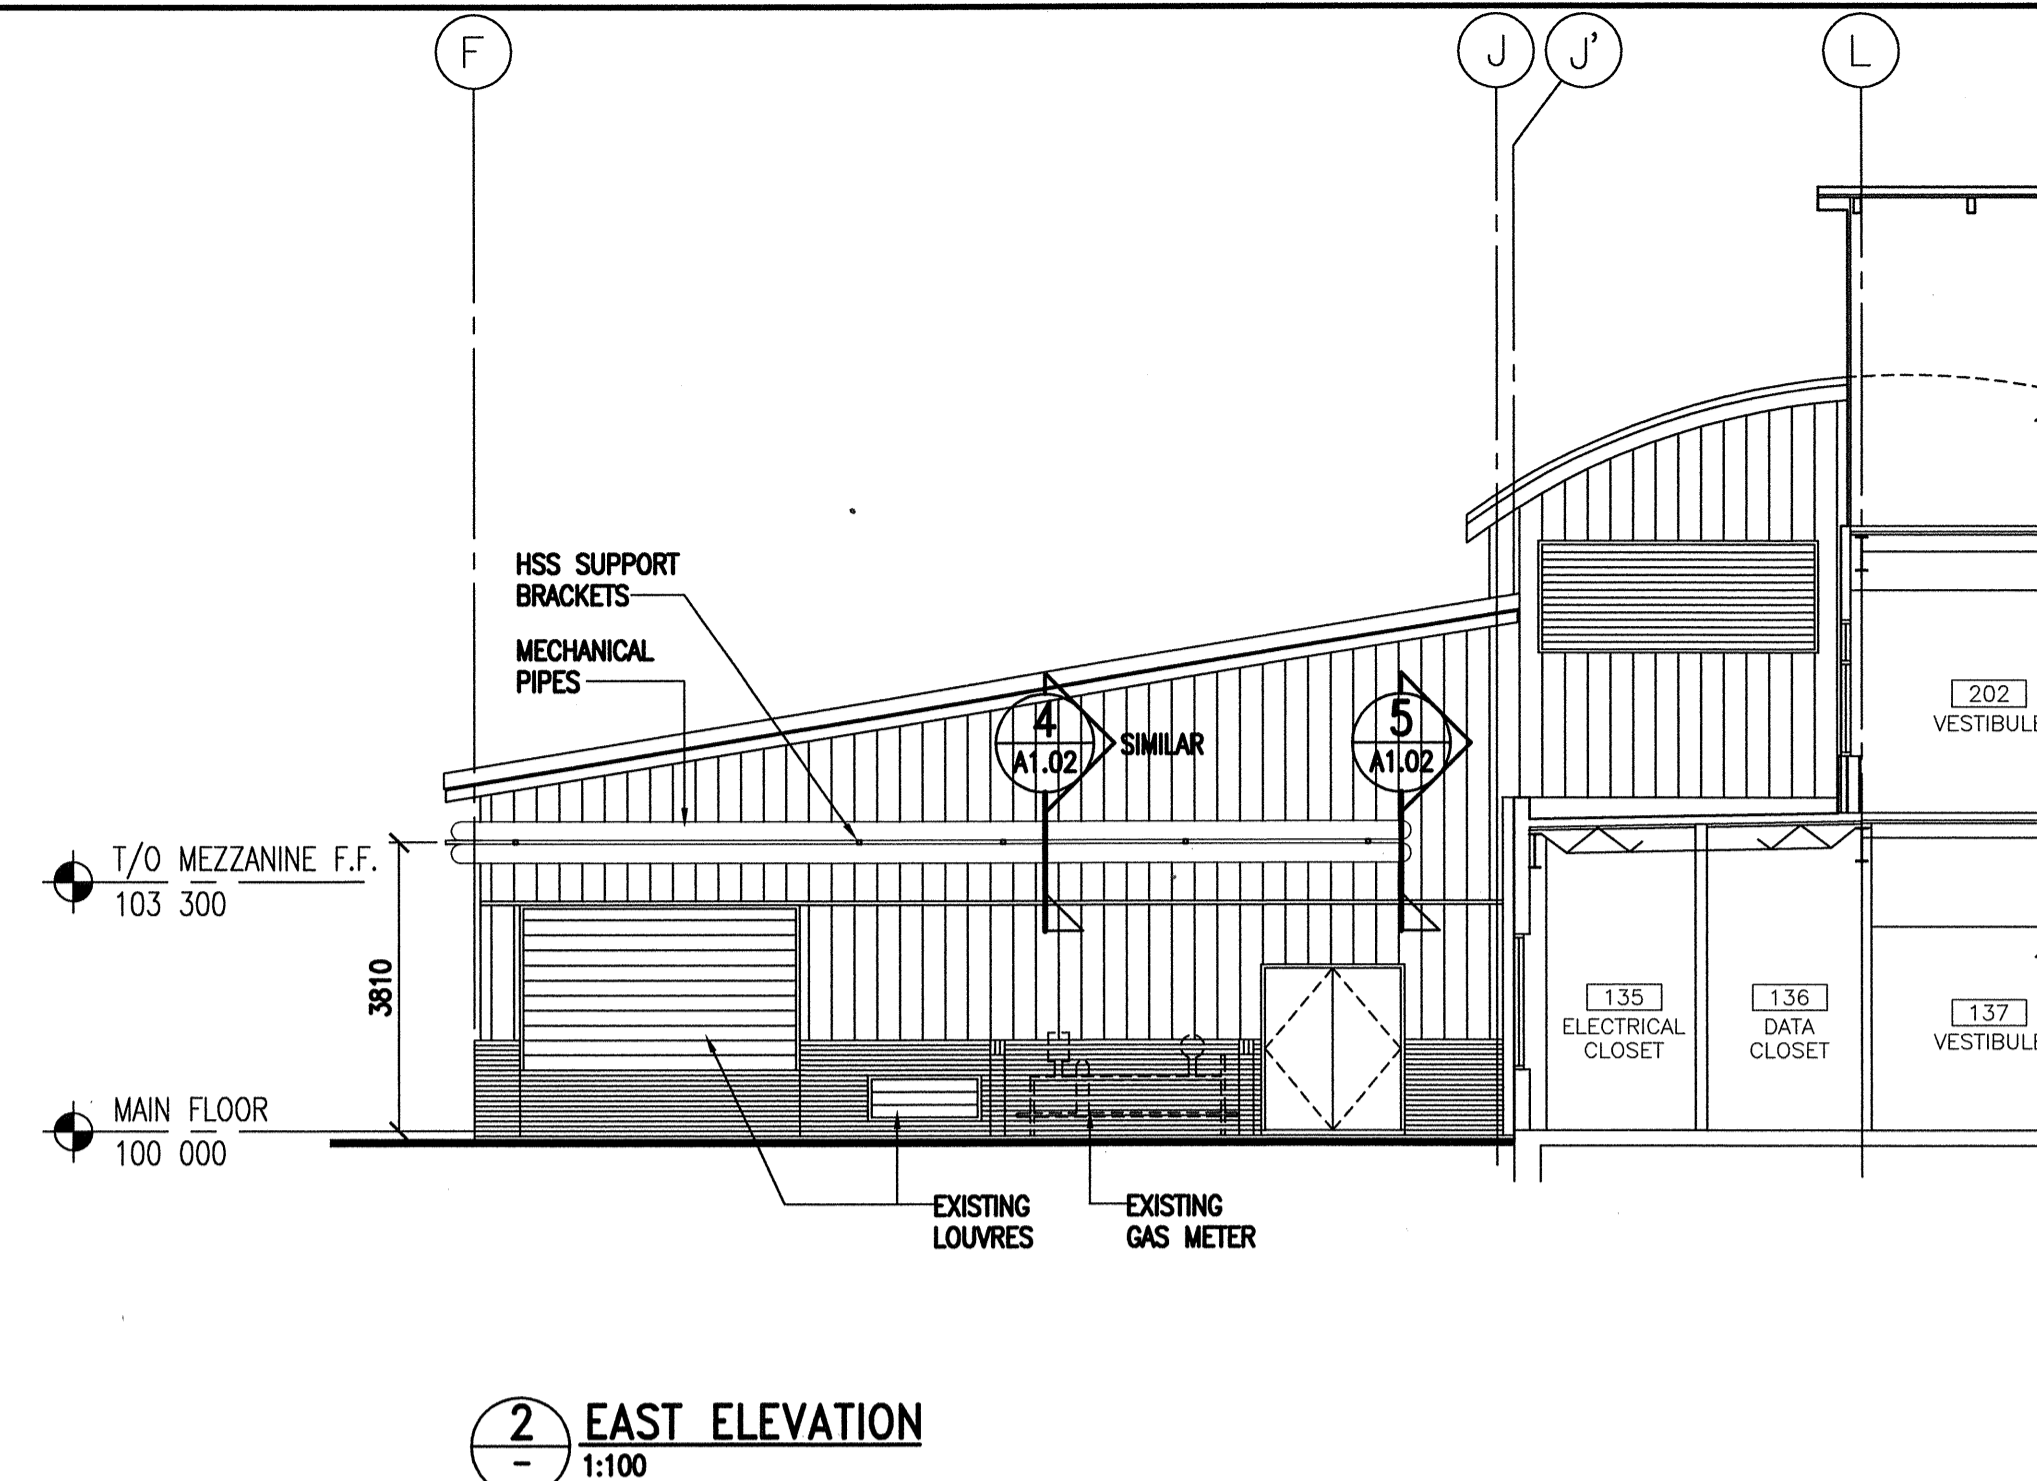 F
J
J'
L
HSS SUPPORT
BRACKETS
MECHANICAL
PIPES
4
A1.02
SIMILAR
5
A1.02
202
VESTIBULE
T/O MEZZANINE F.F.
103 300
3810
135
ELECTRICAL
CLOSET
136
DATA
CLOSET
137
VESTIBULE
MAIN FLOOR
100 000
EXISTING
LOUVRES
EXISTING
GAS METER
2
-
EAST ELEVATION
1:100